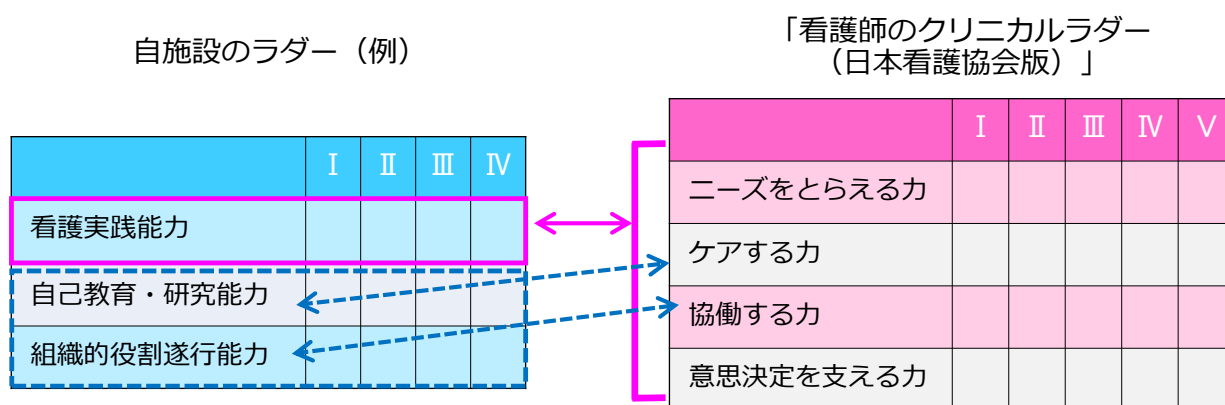 自施設のラダー（例）
「看護師のクリニカルラダー
（日本看護協会版）」
Ⅰ Ⅱ Ⅲ Ⅳ
看護実践能力
自己教育・研究能力
組織的役割遂行能力
Ⅰ Ⅱ Ⅲ Ⅳ Ⅴ
ニーズをとらえる力
ケアする力
協働する力
意思決定を支える力